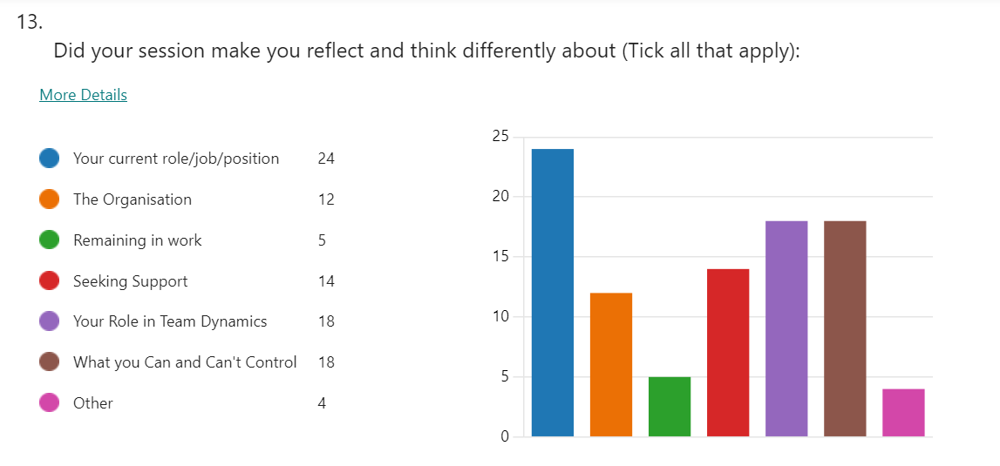 13.
Did your session make you reflect and think differently about (Tick all that apply):
More Details
Your current role/job/position 24
The Organisation 12
Remaining in work 5
Seeking Support 14
Your Role in Team Dynamics 18
What you Can and Can't Control 18
Other 4
25
20
15
10
5
0